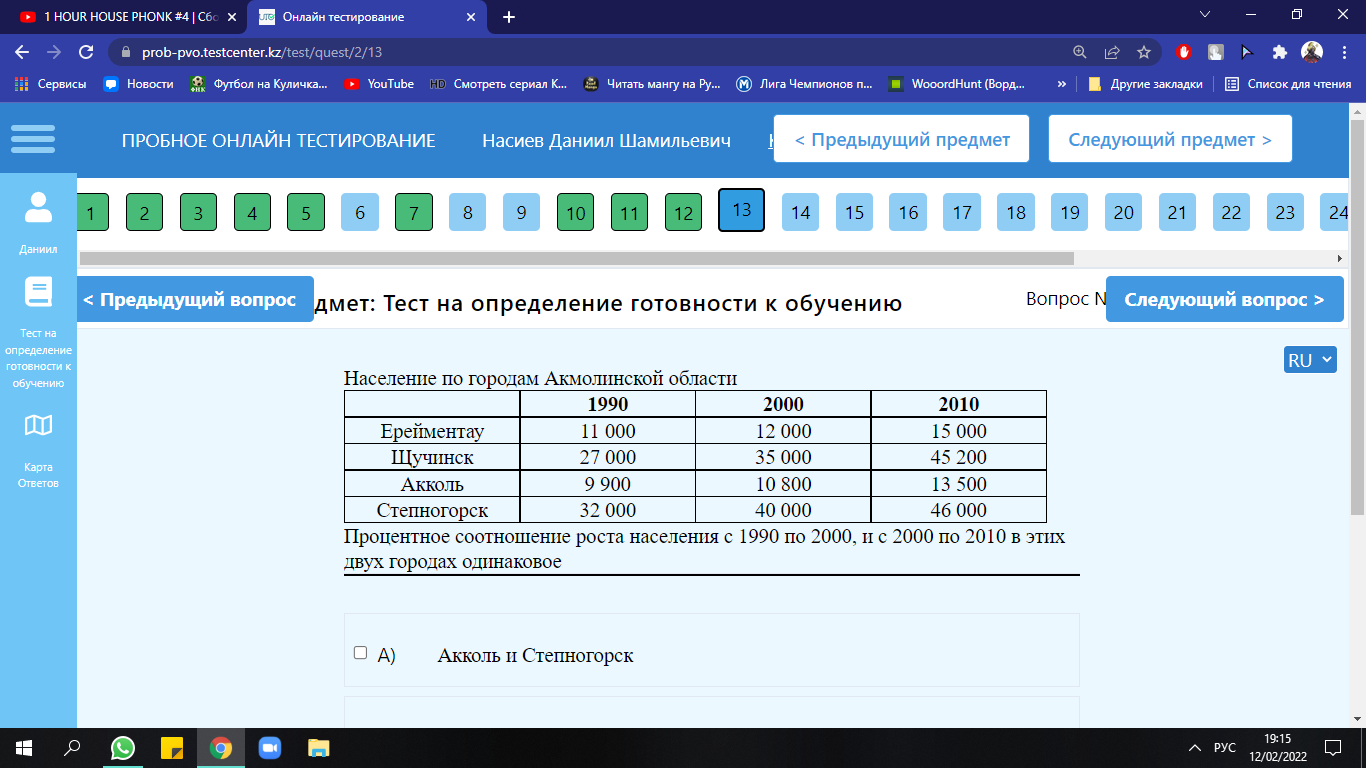 1 HOUR HOUSE PHONK #4 | Сбо
Онлайн тестирование
prob-pvo.testcenter.kz/test/quest/2/13
Сервисы Новости Футбол на Куличка... YouTube HD Смотреть сериал К... Читать мангу на Ру... Лига Чемпионов п... WooordHunt (Ворд... » Другие закладки Список для чтения
ПРОБНОЕ ОНЛАЙН ТЕСТИРОВАНИЕ Насиев Даниил Шамильевич < Предыдущий предмет Следующий предмет >
1 2 3 4 5 6 7 8 9 10 11 12 13 14 15 16 17 18 19 20 21 22 23 24
Даниил
< Предыдущий вопрос дмет: Тест на определение готовности к обучению Вопрос N Следующий вопрос >
Тест на
определение
готовности к
обучению
Карта
Ответов
RU
Население по городам Акмолинской области
1990 2000 2010
Ерейментау 11 000 12 000 15 000
Щучинск 27 000 35 000 45 200
Акколь 9 900 10 800 13 500
Степногорск 32 000 40 000 46 000
Процентное соотношение роста населения с 1990 по 2000, и с 2000 по 2010 в этих
двух городах одинаковое
A) Акколь и Степногорск
РУС
19:15
12/02/2022